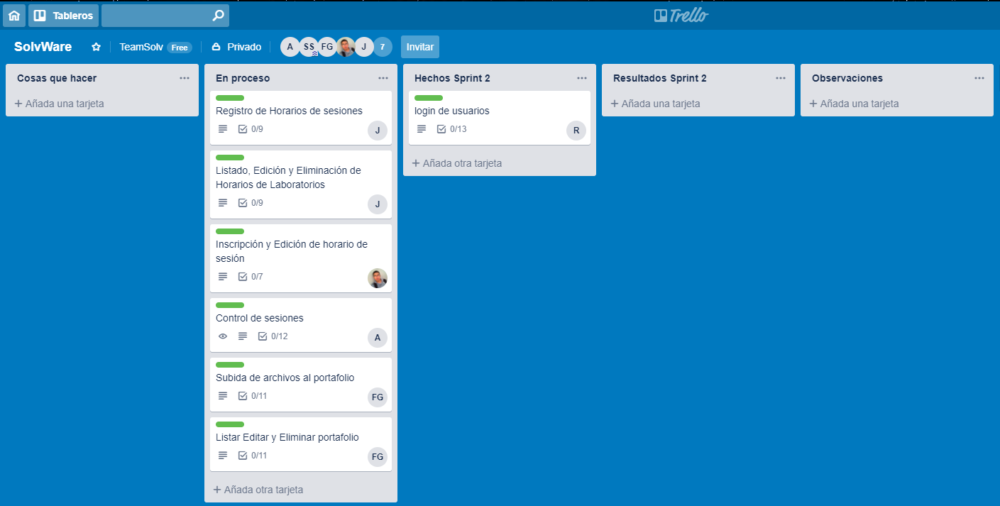 Tableros
Trello
SolvWare
TeamSolv Free
Privado
A SS FG J 7
Invitar
Cosas que hacer
+ Añada una tarjeta
En proceso
Registro de Horarios de sesiones
0/9
J
Listado, Edición y Eliminación de
Horarios de Laboratorios
0/9
J
Inscripción y Edición de horario de
sesión
0/7
Control de sesiones
0/12
A
Subida de archivos al portafolio
0/11
FG
Listar Editar y Eliminar portafolio
0/11
FG
+ Añada otra tarjeta
Hechos Sprint 2
login de usuarios
0/13
R
+ Añada otra tarjeta
Resultados Sprint 2
+ Añada una tarjeta
Observaciones
+ Añada una tarjeta